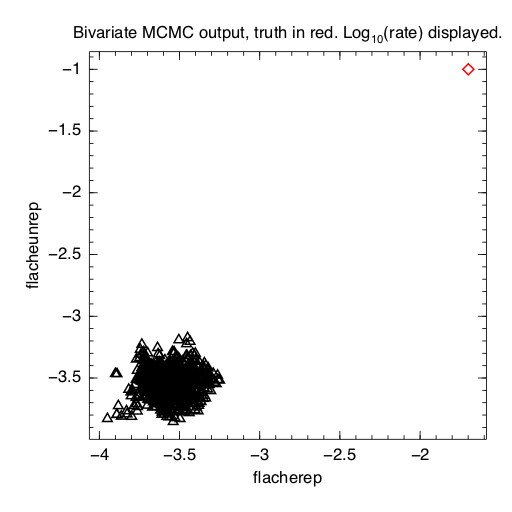 Bivariate MCMC output, truth in red. Log10(rate) displayed.
−1
−1.5
−2
−2.5
−3
−3.5
flacheunrep
−4 −3.5 −3 −2.5 −2
flacherep